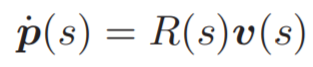 ṗ(s) = R(s)v(s)